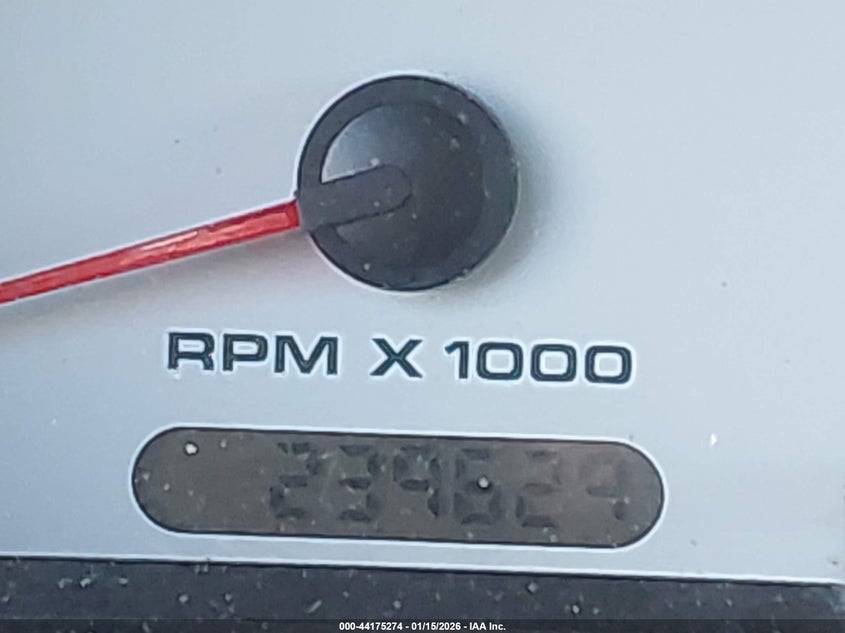 RPM X 1000
239624
000-44175274 - 01/15/2026 - IAA Inc.